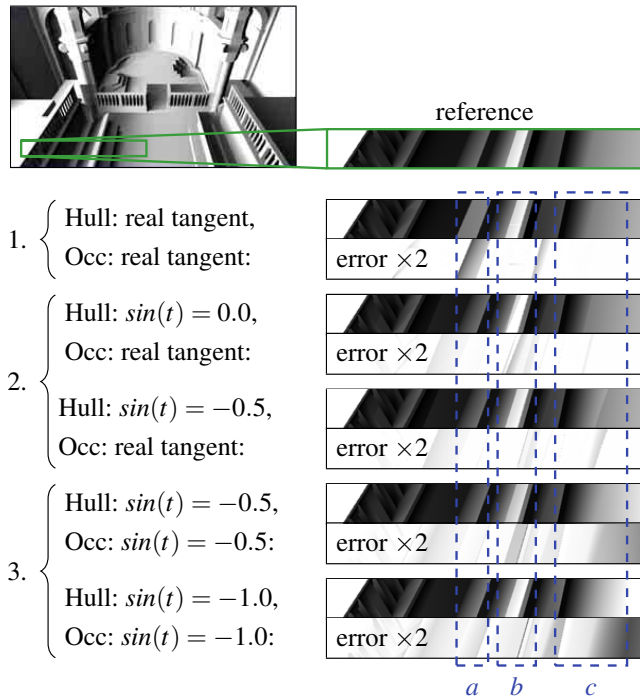 reference
1.
Hull: real tangent,
Occ: real tangent:
error ×2
2.
Hull: sin(t) = 0.0,
Occ: real tangent:
error ×2
Hull: sin(t) = −0.5,
Occ: real tangent:
error ×2
3.
Hull: sin(t) = −0.5,
Occ: sin(t) = −0.5:
error ×2
Hull: sin(t) = −1.0,
Occ: sin(t) = −1.0:
error ×2
a b c